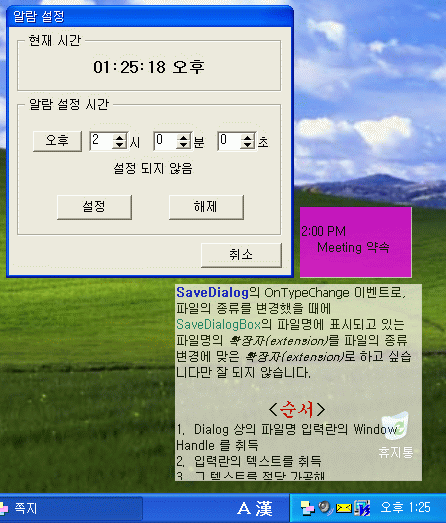 알람 설정
현재 시간
01:25:18 오후
알람 설정 시간
오후 2 시 0 분 0 초
설정 되지 않음
설정 해제
취소
2:00 PM
Meeting 약속
SaveDialog의 OnTypeChange 이벤트로,
파일의 종류를 변경했을 때에
SaveDialogBox의 파일명에 표시되고 있는
파일명의 확장자(extension)를 파일의 종류
변경에 맞은 확장자(extension)로 하고 싶습
니다만 잘 되지 않습니다.
<순서>
1. Dialog 상의 파일명 입력란의 Window
Handle 를 취득
2. 입력란의 텍스트를 취득
3. 그 텍스트를 적당 가공해
휴지통
쪽지
A 漢
오후 1:25